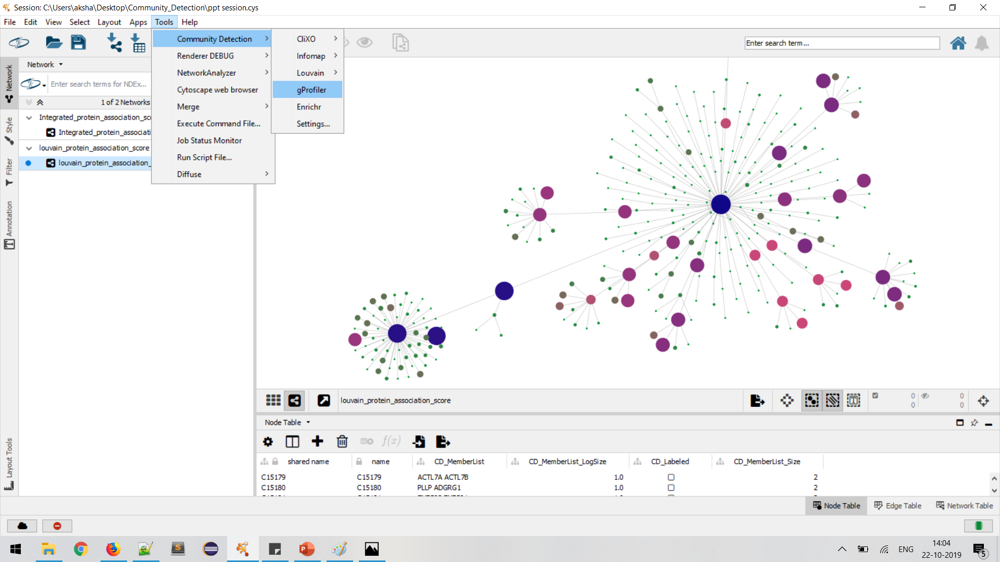 Session: C:\Users\aksha\Desktop\Community_Detection\ppt session.cys
File Edit View Select Layout Apps Tools Help
Enter search term...
Community Detection
Renderer DEBUG
NetworkAnalyzer
Cytoscape web browser
Merge
Execute Command File...
Job Status Monitor
Run Script File...
Diffuse
CliXO
Infomap
Louvain
gProfiler
Enrichr
Settings...
Network
Style
Filter
Annotation
Layout Tools
Network
Enter search terms for NDEx...
1 of 2 Networks
Integrated_protein_association_sc
Integrated_protein_associati
louvain_protein_association_score
louvain_protein_association_
louvain_protein_association_score
0 0
0 0
Node Table
f(x)
shared name name CD_MemberList CD_MemberList_LogSize CD_Labeled CD_MemberList_Size
C15179 C15179 ACTL7A ACTL7B 1.0 2
C15180 C15180 PLLP ADGRG1 1.0 2
Node Table Edge Table Network Table
ENG
14:04
22-10-2019
5